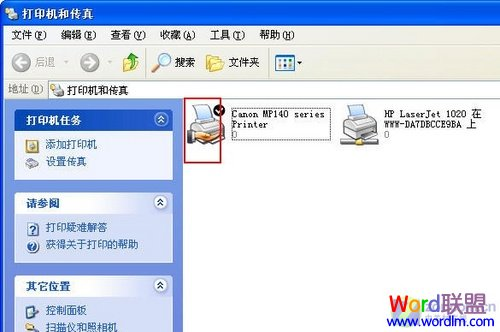 打印机和传真
文件(F) 编辑(E) 查看(V) 收藏(A) 工具(T) 帮助(H)
后退 搜索 文件夹
地址(D) 打印机和传真
打印机任务
添加打印机
设置传真
请参阅
打印疑难解答
获得关于打印的帮助
其它位置
控制面板
扫描仪和照相机
Canon MP140 series
Printer
0
HP LaserJet 1020 在
WWW-DA7DBCCE9BA 上
0
Word联盟
www.wordlm.com